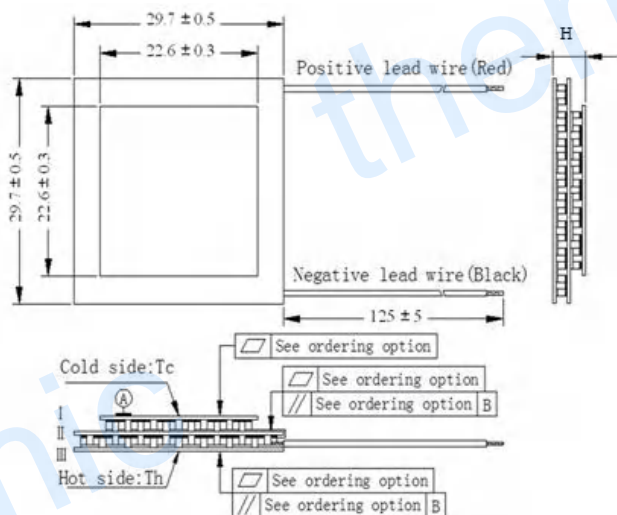 29.7 ± 0.5
22.6 ± 0.3
H
Positive lead wire(Red)
29.7 ± 0.5
22.6 ± 0.3
Negative lead wire(Black)
125 ± 5
See ordering option
Cold side:Tc
See ordering option
A
// See ordering option B
I
II
III
Hot side:Th
See ordering option
// See ordering option B
ther
mic